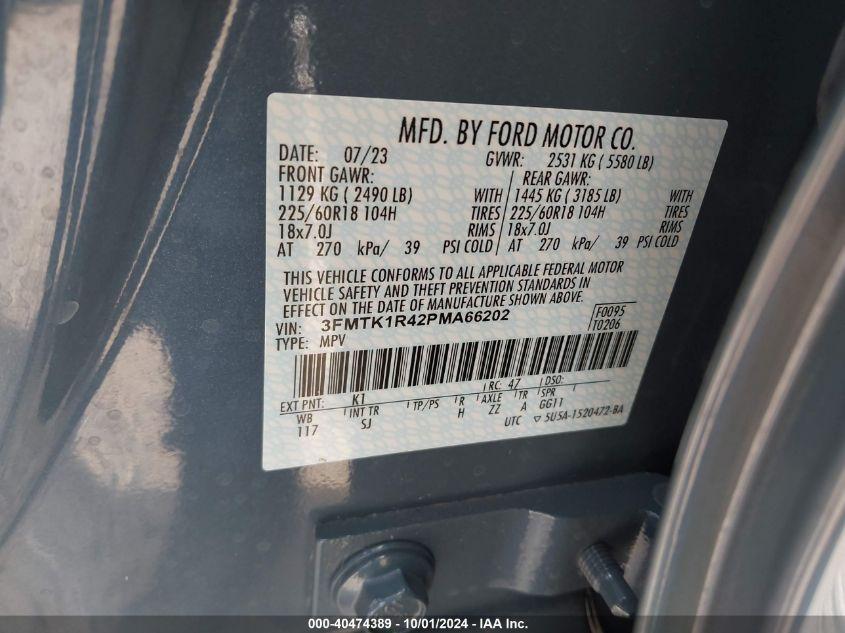 MFD. BY FORD MOTOR CO.
DATE: 07/23 GVWR: 2531 KG ( 5580 LB)
FRONT GAWR: REAR GAWR:
1129 KG ( 2490 LB) WITH 1445 KG ( 3185 LB) WITH
225/60R18 104H TIRES 225/60R18 104H TIRES
18x7.0J RIMS 18x7.0J RIMS
AT 270 kPa/ 39 PSI COLD AT 270 kPa/ 39 PSI COLD
THIS VEHICLE CONFORMS TO ALL APPLICABLE FEDERAL MOTOR
VEHICLE SAFETY AND THEFT PREVENTION STANDARDS IN
EFFECT ON THE DATE OF MANUFACTURE SHOWN ABOVE.
VIN: 3FMTK1R42PMA66202 F0095
TYPE: MPV T0206
EXT PNT: K1 RC: 47 DSO:
WB INT TR TP/PS R AXLE TR SPR
117 SJ H ZZ A GG11
UTC ▽ 5U5A-1520472-BA
000-40474389 - 10/01/2024 - IAA Inc.